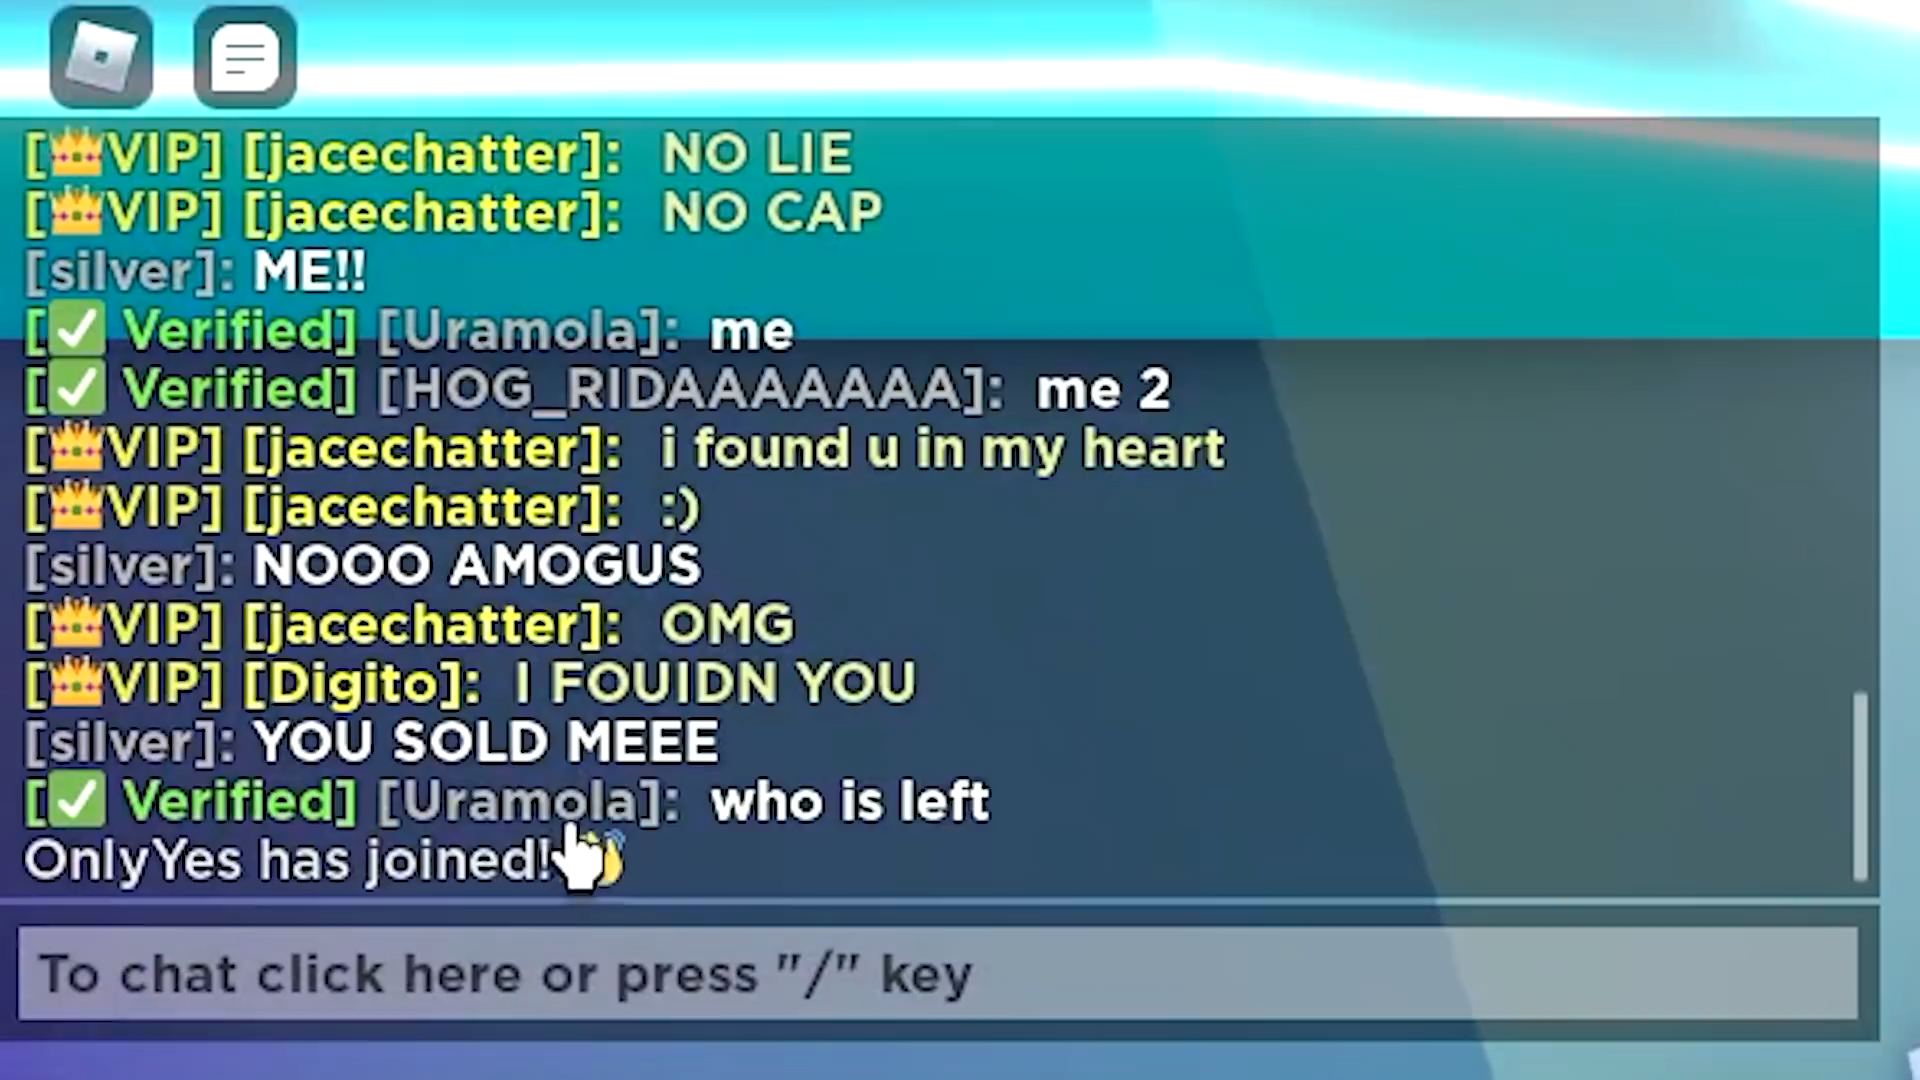 [👑VIP] [jacechatter]: NO LIE
[👑VIP] [jacechatter]: NO CAP
[silver]: ME!!
[✅ Verified] [Uramola]: me
[✅ Verified] [HOG_RIDAAAAAAAA]: me 2
[👑VIP] [jacechatter]: i found u in my heart
[👑VIP] [jacechatter]: :)
[silver]: NOOO AMOGUS
[👑VIP] [jacechatter]: OMG
[👑VIP] [Digito]: I FOUIDN YOU
[silver]: YOU SOLD MEEE
[✅ Verified] [Uramola]: who is left
OnlyYes has joined!👋
To chat click here or press "/" key